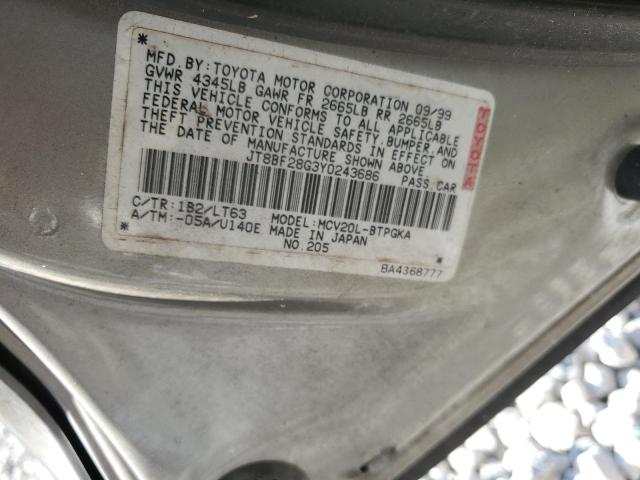 MFD.BY:TOYOTA MOTOR CORPORATION 09/99
GVWR 4345LB GAWR FR 2665LB RR 2665LB
THIS VEHICLE CONFORMS TO ALL APPLICABLE
FEDERAL MOTOR VEHICLE SAFETY,BUMPER,AND
THEFT PREVENTION STANDARDS IN EFFECT ON
THE DATE OF MANUFACTURE SHOWN ABOVE.
JT8BF28G3Y0243686 PASS.CAR
C/TR:1B2/LT63 MODEL:MCV20L-BTPGKA
A/TM:-05A/U140E MADE IN JAPAN
NO.205
BA4368777
TOYOTA